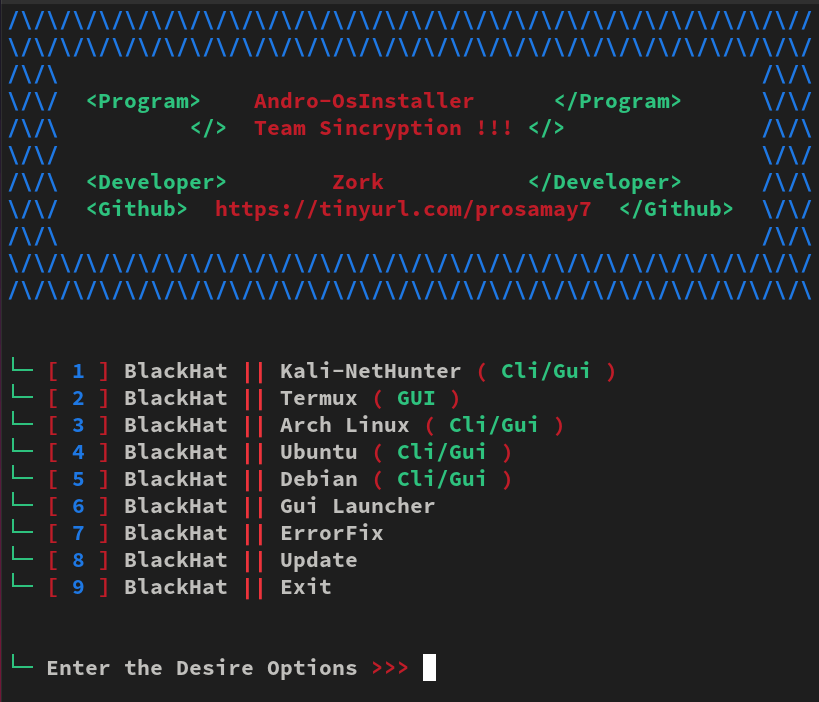 /\/\/\/\/\/\/\/\/\/\/\/\/\/\/\/\/\/\/\/\/\/\/\/\/\/\/\/\/\/\//
\/\/\/\/\/\/\/\/\/\/\/\/\/\/\/\/\/\/\/\/\/\/\/\/\/\/\/\/\/\/\/
/\/\ /\/\
\/\/ <Program> Andro-OsInstaller </Program> \/\/
/\/\ </> Team Sincryption !!! </> /\/\
\/\/ \/\/
/\/\ <Developer> Zork </Developer> /\/\
\/\/ <Github> https://tinyurl.com/prosamay7 </Github> \/\/
/\/\ /\/\
\/\/\/\/\/\/\/\/\/\/\/\/\/\/\/\/\/\/\/\/\/\/\/\/\/\/\/\/\/\/\/
/\/\/\/\/\/\/\/\/\/\/\/\/\/\/\/\/\/\/\/\/\/\/\/\/\/\/\/\/\/\/\
└─ [ 1 ] BlackHat || Kali-NetHunter ( Cli/Gui )
└─ [ 2 ] BlackHat || Termux ( GUI )
└─ [ 3 ] BlackHat || Arch Linux ( Cli/Gui )
└─ [ 4 ] BlackHat || Ubuntu ( Cli/Gui )
└─ [ 5 ] BlackHat || Debian ( Cli/Gui )
└─ [ 6 ] BlackHat || Gui Launcher
└─ [ 7 ] BlackHat || ErrorFix
└─ [ 8 ] BlackHat || Update
└─ [ 9 ] BlackHat || Exit
└─ Enter the Desire Options >>>